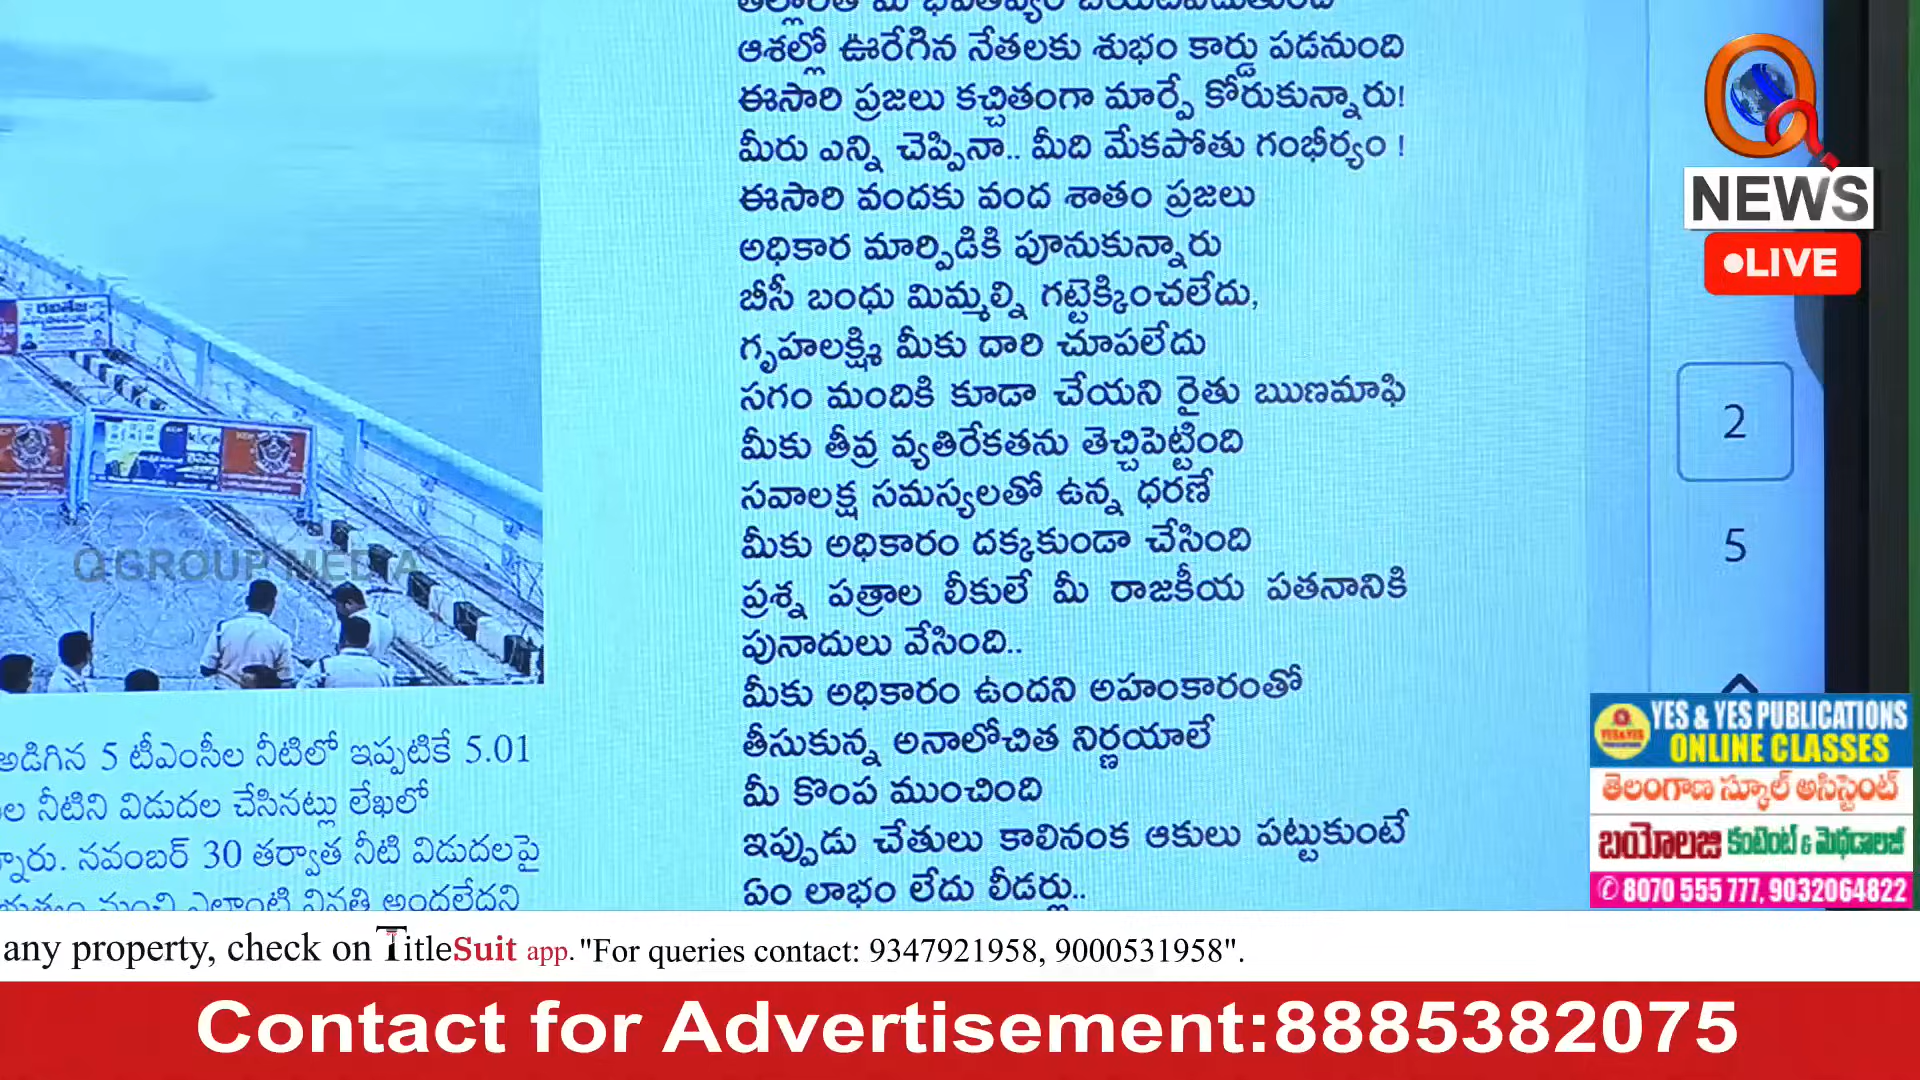 ఆశల్లో ఊరేగిన నేతలకు శుభం కార్డు పడనుంది
ఈసారి ప్రజలు కచ్చితంగా మార్పే కోరుకున్నారు!
మీరు ఎన్ని చెప్పినా.. మీది మేకపోతు గంభీర్యం !
ఈసారి వందకు వంద శాతం ప్రజలు
అధికార మార్పిడికి పూనుకున్నారు
బీసీ బంధు మిమ్మల్ని గట్టెక్కించలేదు,
గృహలక్ష్మి మీకు దారి చూపలేదు
సగం మందికి కూడా చేయని రైతు ఋణమాఫి
మీకు తీవ్ర వ్యతిరేకతను తెచ్చిపెట్టింది
సవాలక్ష సమస్యలతో ఉన్న ధరణే
మీకు అధికారం దక్కకుండా చేసింది
ప్రశ్న పత్రాల లీకులే మీ రాజకీయ పతనానికి
పునాదులు వేసింది..
మీకు అధికారం ఉందని అహంకారంతో
తీసుకున్న అనాలోచిత నిర్ణయాలే
మీ కొంప ముంచింది
ఇప్పుడు చేతులు కాలినంక ఆకులు పట్టుకుంటే
ఏం లాభం లేదు లీడర్లు..
Q GROUP MEDIA
అడిగిన 5 టీఎంసీల నీటిలో ఇప్పటికే 5.01
నీటిని విడుదల చేసినట్లు లేఖలో
నవంబర్ 30 తర్వాత నీటి విడుదలపై
నుంచి ఎలాంటి వినతి అందలేదని
Q
NEWS
LIVE
2
5
YES & YES PUBLICATIONS
ONLINE CLASSES
తెలంగాణ స్కూల్ అసిస్టెంట్
బయోలజి కంటెంట్ & మెథడాలజీ
8070 555 777, 9032064822
any property, check on TitleSuit app. "For queries contact: 9347921958, 9000531958".
Contact for Advertisement:8885382075